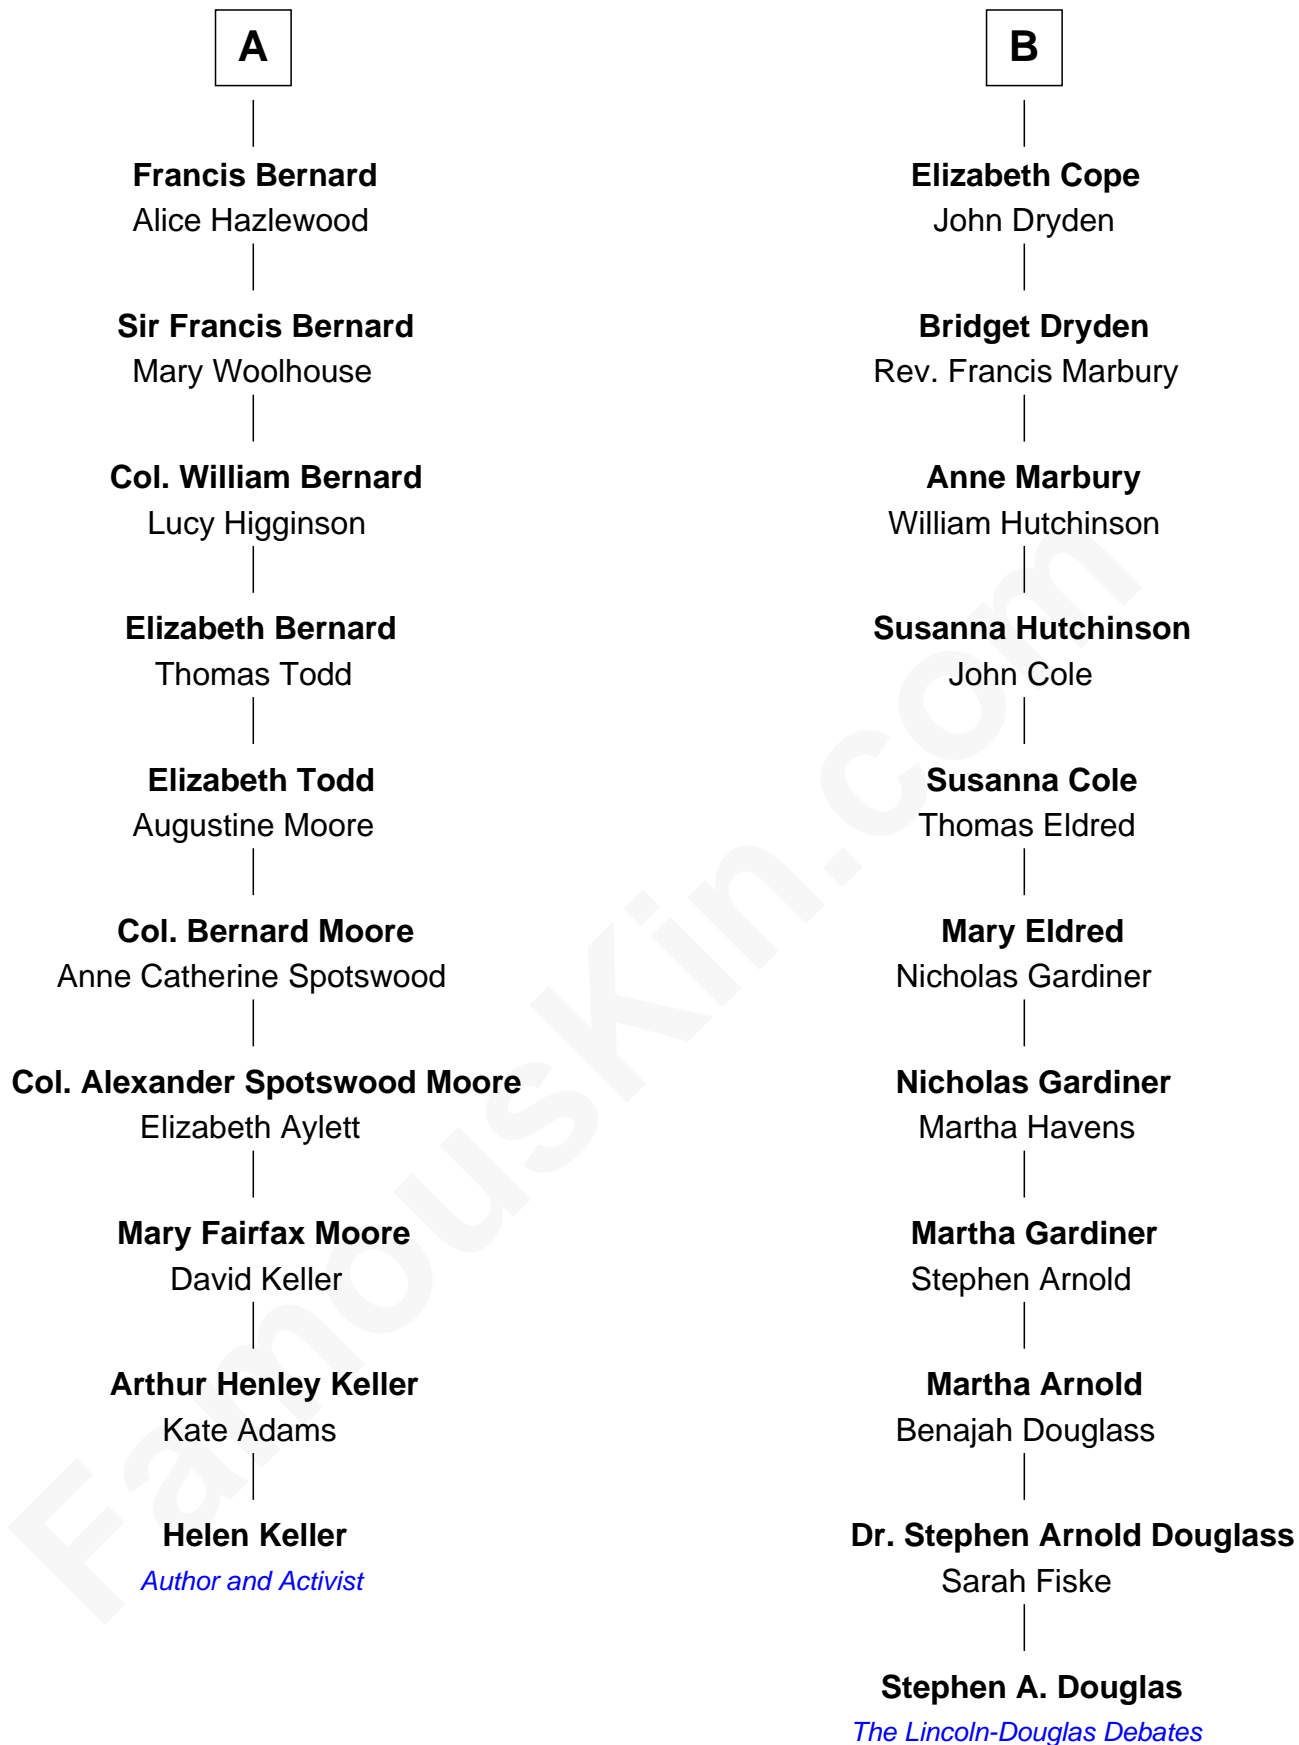 A
Francis Bernard
Alice Hazlewood
Sir Francis Bernard
Mary Woolhouse
Col. William Bernard
Lucy Higginson
Elizabeth Bernard
Thomas Todd
Elizabeth Todd
Augustine Moore
Col. Bernard Moore
Anne Catherine Spotswood
Col. Alexander Spotswood Moore
Elizabeth Aylett
Mary Fairfax Moore
David Keller
Arthur Henley Keller
Kate Adams
Helen Keller
Author and Activist
B
Elizabeth Cope
John Dryden
Bridget Dryden
Rev. Francis Marbury
Anne Marbury
William Hutchinson
Susanna Hutchinson
John Cole
Susanna Cole
Thomas Eldred
Mary Eldred
Nicholas Gardiner
Nicholas Gardiner
Martha Havens
Martha Gardiner
Stephen Arnold
Martha Arnold
Benajah Douglass
Dr. Stephen Arnold Douglass
Sarah Fiske
Stephen A. Douglas
The Lincoln-Douglas Debates
FamousKin.com